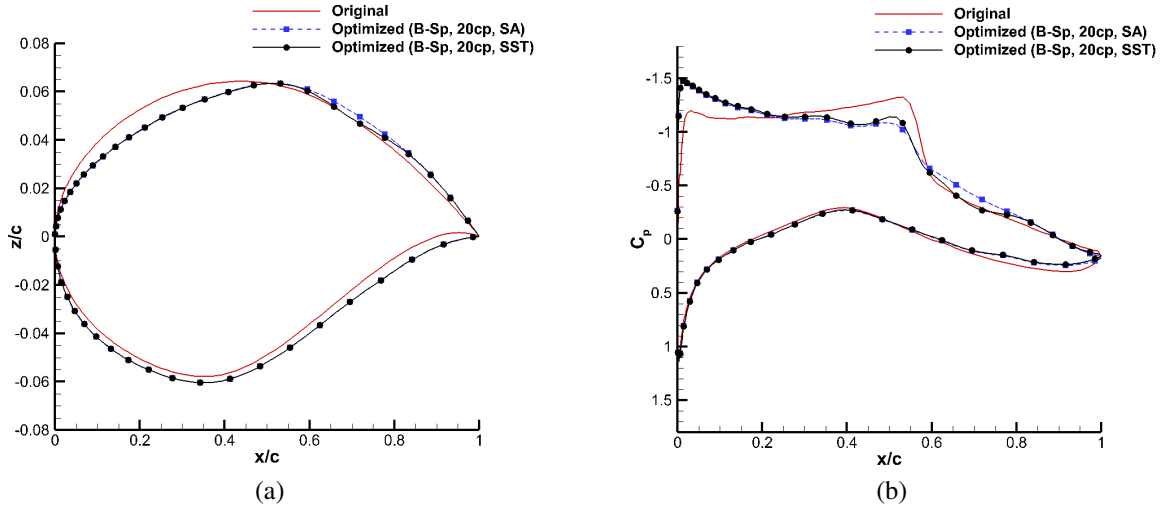 Original
Optimized (B-Sp, 20cp, SA)
Optimized (B-Sp, 20cp, SST)
0.08
0.06
0.04
0.02
0
-0.02
-0.04
-0.06
-0.08
z/c
0 0.2 0.4 0.6 0.8 1
x/c
(a)
Original
Optimized (B-Sp, 20cp, SA)
Optimized (B-Sp, 20cp, SST)
-1.5
-1
-0.5
0
0.5
1
1.5
Cp
0 0.2 0.4 0.6 0.8 1
x/c
(b)